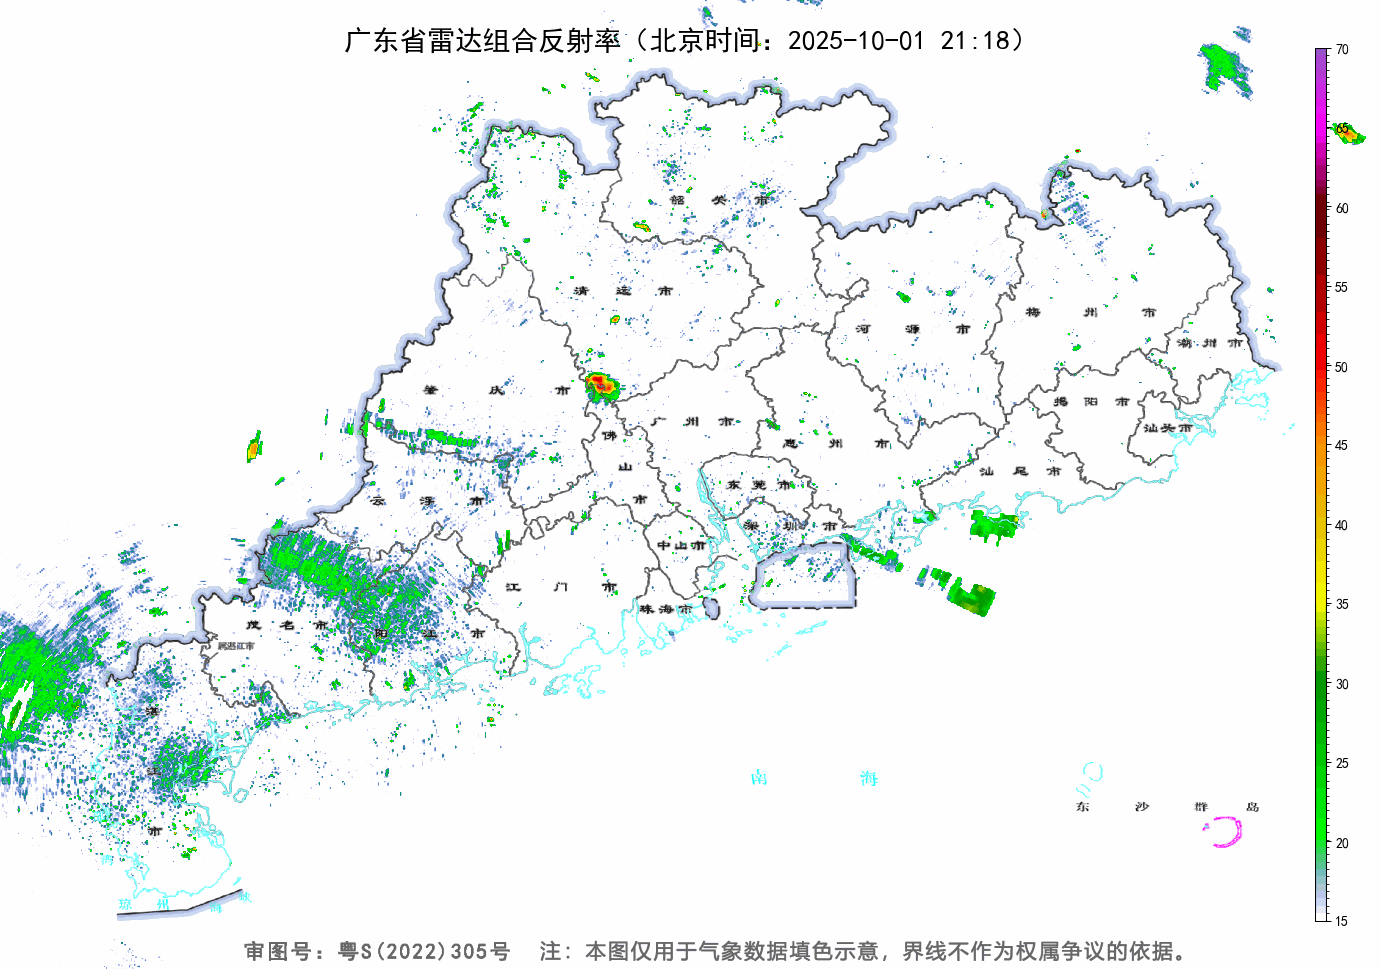 广东省雷达组合反射率（北京时间：2025-10-01 21:18）
70
65
60
55
50
45
40
35
30
25
20
15
韶关市
清远市
河源市
梅州市
潮州市
肇庆市
广州市
揭阳市
汕头市
佛山市
惠州市
汕尾市
云浮市
东莞市
深圳市
中山市
江门市
珠海市
茂名市
阳江市
属湛江市
湛江市
南海
东沙群岛
琼州海峡
审图号：粤S(2022)305号 注：本图仅用于气象数据填色示意，界线不作为权属争议的依据。